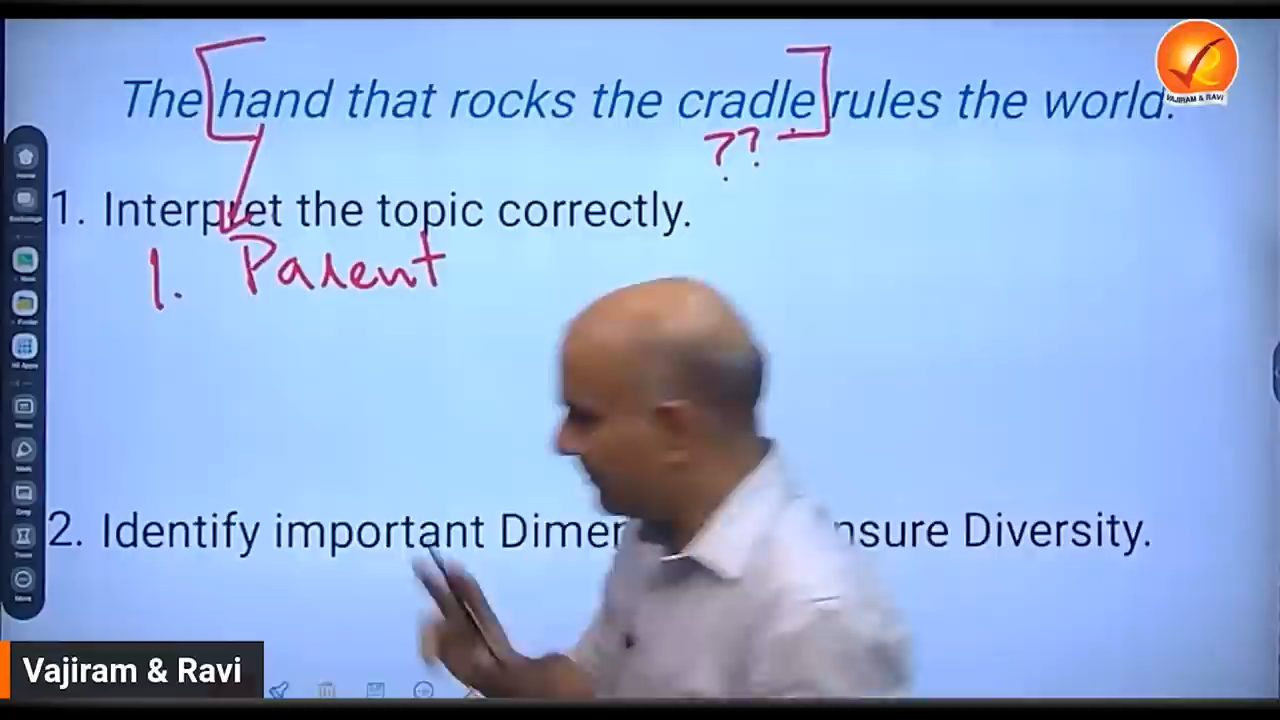 The hand that rocks the cradle rules the world.
VAJIRAM & RAVI
??
1. Interpret the topic correctly.
1. Parent
2. Identify important Dime nsure Diversity.
Vajiram & Ravi